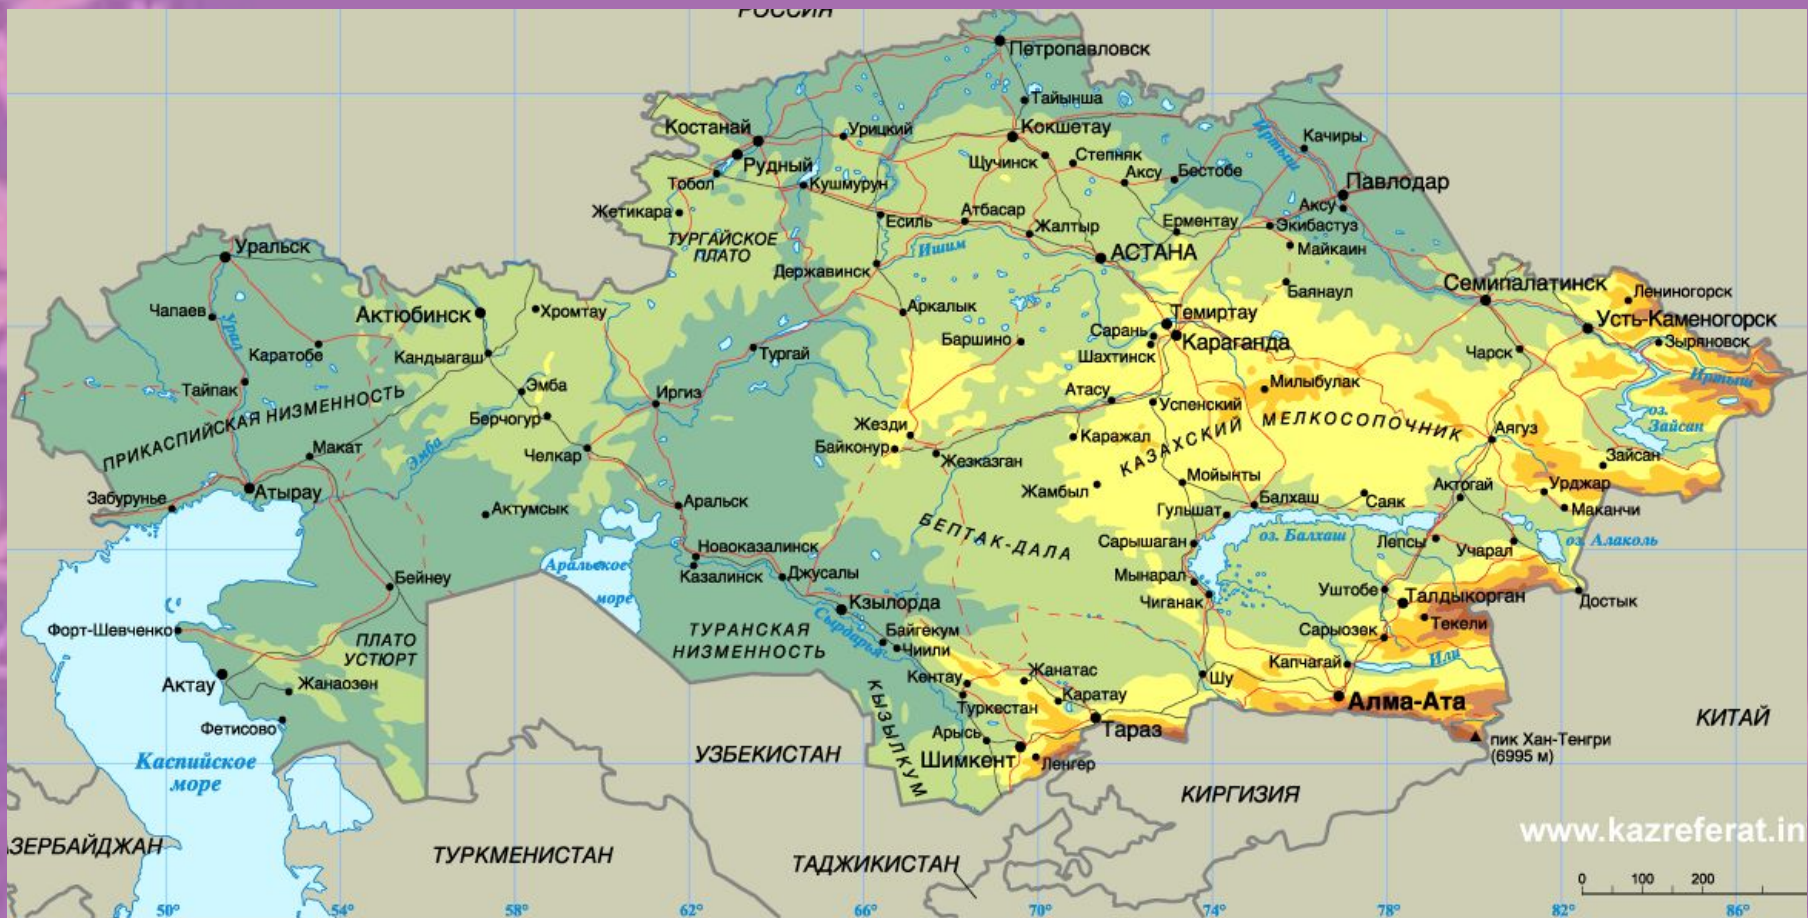 РОССИЯ
Петропавловск
Тайынша
Костанай
Урицкий
Кокшетау
Рудный
Щучинск
Степняк
Иртыш
Качиры
Тобол
Кушмурун
Аксу
Бестобе
Павлодар
Жетикара
Есиль
Атбасар
Жалтыр
Ерментау
Аксу
Экибастуз
ТУРГАЙСКОЕ
ПЛАТО
Ишим
АСТАНА
Майкаин
Уральск
Державинск
Баянаул
Семипалатинск
Лениногорск
Чапаев
Урал
Актюбинск
Хромтау
Аркалык
Темиртау
Усть-Каменогорск
Каратобе
Кандыагаш
Тургай
Баршино
Сарань
Караганда
Шахтинск
Чарск
Зыряновск
Тайпак
Эмба
Иргиз
Атасу
Милыбулак
Иртыш
ПРИКАСПИЙСКАЯ НИЗМЕННОСТЬ
Берчогур
Успенский
оз.
Зайсан
Макат
Эмба
Челкар
Жезди
Байконур
Жезказган
Каражал
КАЗАХСКИЙ МЕЛКОСОПОЧНИК
Аягуз
Зайсан
Забурунье
Атырау
Актумсык
Аральск
Жамбыл
Мойынты
Балхаш
Саяк
Актогай
Урджар
Гульшат
Маканчи
БЕПТАК-ДАЛА
Новоказалинск
Сарышаган
оз. Балхаш
Лепсы
Учарал
оз. Алаколь
Аральское
море
Казалинск
Джусалы
Бейнеу
Мынарал
Чиганак
Уштобе
Талдыкорган
Достык
Кзылорда
Форт-Шевченко
ПЛАТО
УСТЮРТ
ТУРАНСКАЯ
НИЗМЕННОСТЬ
Сырдарья
Байгекум
Чиили
Сарыозек
Текели
Актау
Жанаозен
Кентау
Жанатас
Капчагай
Или
Шу
КЫЗЫЛКУМ
Туркестан
Каратау
Алма-Ата
Фетисово
Арысь
Тараз
КИТАЙ
Каспийское
море
УЗБЕКИСТАН
Шимкент
Ленгер
пик Хан-Тенгри
(6995 м)
КИРГИЗИЯ
www.kazreferat.in
АЗЕРБАЙДЖАН
ТУРКМЕНИСТАН
ТАДЖИКИСТАН
0 100 200
50° 54° 58° 62° 66° 70° 74° 78° 82° 86°